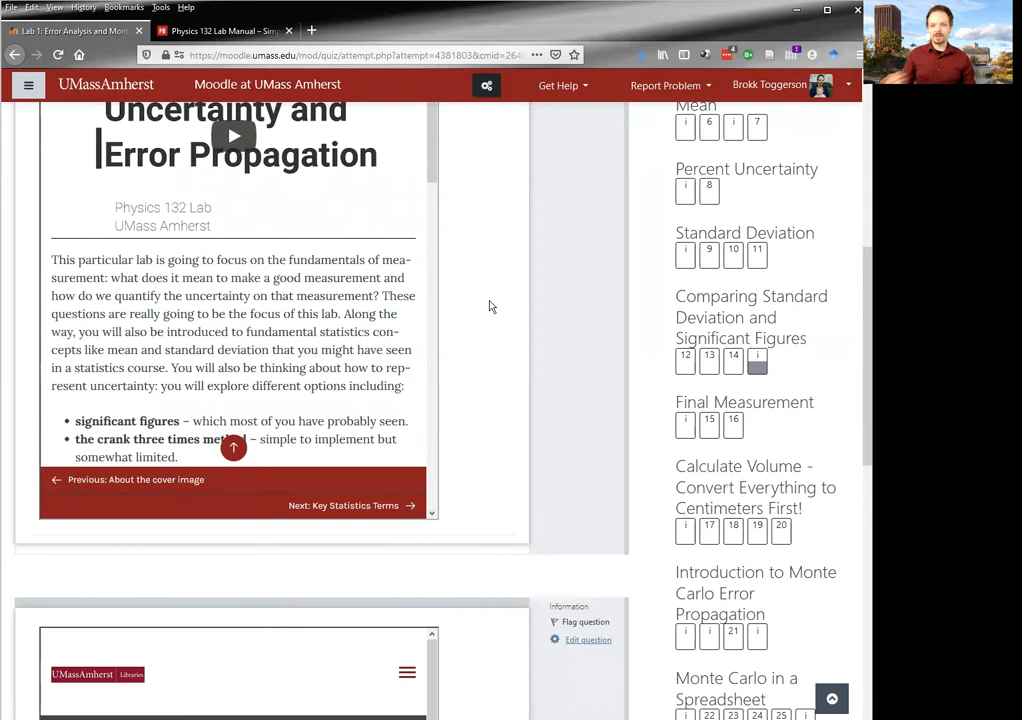 File Edit View History Bookmarks Tools Help
Lab 1: Error Analysis and Mont
Physics 132 Lab Manual – Simp
https://moodle.umass.edu/mod/quiz/attempt.php?attempt=4381803&cmid=264
UMassAmherst
Moodle at UMass Amherst
Get Help
Report Problem
Brokk Toggerson
Uncertainty and
Error Propagation
Physics 132 Lab
UMass Amherst
This particular lab is going to focus on the fundamentals of mea-
surement: what does it mean to make a good measurement and
how do we quantify the uncertainty on that measurement? These
questions are really going to be the focus of this lab. Along the
way, you will also be introduced to fundamental statistics con-
cepts like mean and standard deviation that you might have seen
in a statistics course. You will also be thinking about how to rep-
resent uncertainty: you will explore different options including:
• significant figures – which most of you have probably seen.
• the crank three times met – simple to implement but
somewhat limited.
Previous: About the cover image
Next: Key Statistics Terms
Information
Flag question
Edit question
UMassAmherst Libraries
Mean
i 6 i 7
Percent Uncertainty
i 8
Standard Deviation
i 9 10 11
Comparing Standard
Deviation and
Significant Figures
12 13 14 i
Final Measurement
i 15 16
Calculate Volume -
Convert Everything to
Centimeters First!
i 17 18 19 20
Introduction to Monte
Carlo Error
Propagation
i i 21 i
Monte Carlo in a
Spreadsheet
i 22 23 24 25 i